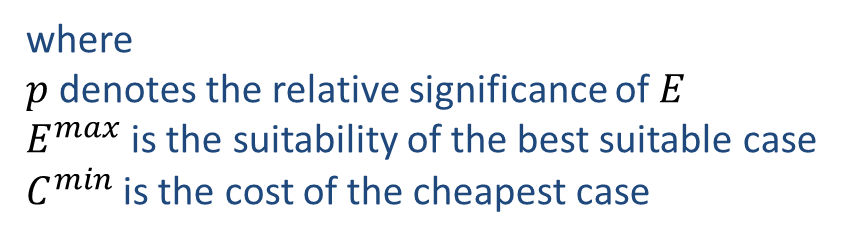 where
p denotes the relative significance of E
E^max is the suitability of the best suitable case
C^min is the cost of the cheapest case